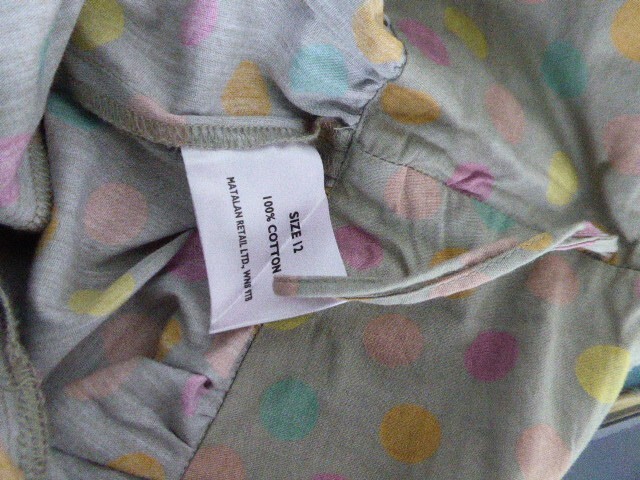 SIZE 12
100% COTTON
MATALAN RETAIL LTD., WN8 9TB